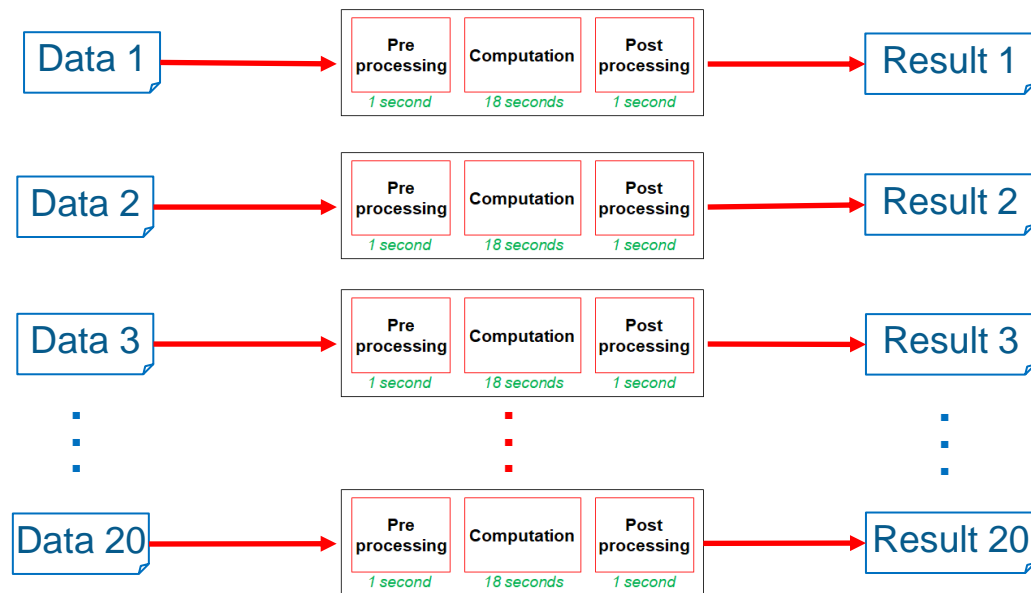 Data 1
Pre
processing
Computation
Post
processing
1 second
18 seconds
1 second
Result 1
Data 2
Pre
processing
Computation
Post
processing
1 second
18 seconds
1 second
Result 2
Data 3
Pre
processing
Computation
Post
processing
1 second
18 seconds
1 second
Result 3
Data 20
Pre
processing
Computation
Post
processing
1 second
18 seconds
1 second
Result 20